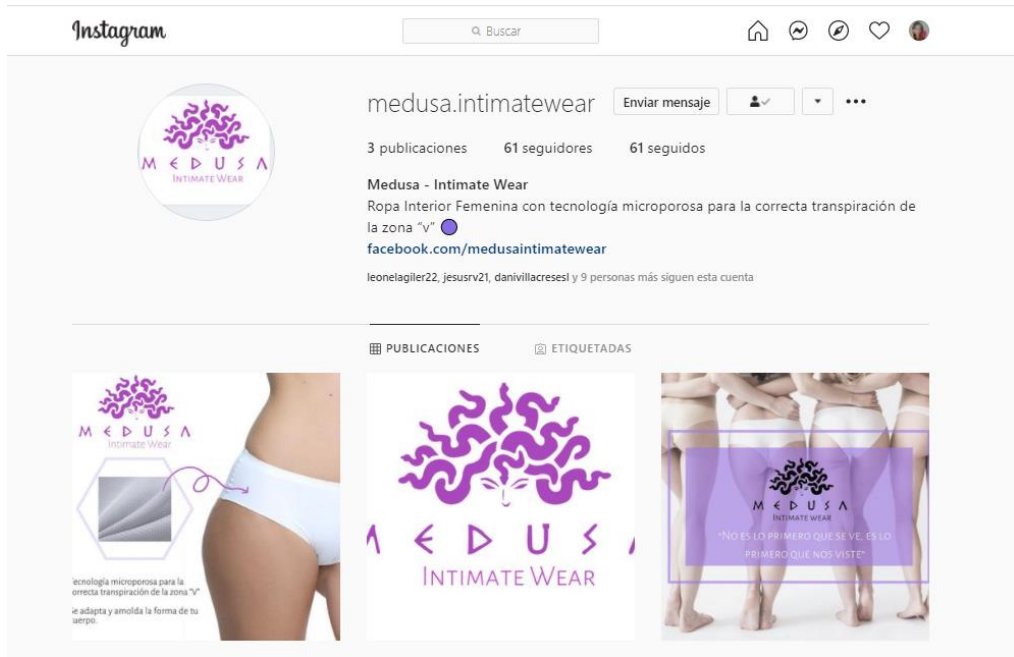 Instagram
Buscar
medusa.intimatewear Enviar mensaje
3 publicaciones 61 seguidores 61 seguidos
Medusa - Intimate Wear
Ropa Interior Femenina con tecnología microporosa para la correcta transpiración de
la zona "v"
facebook.com/medusaintimatewear
leonelagiler22, jesusrv21, danivillacresesl y 9 personas más siguen esta cuenta
MEDUSA
INTIMATE WEAR
PUBLICACIONES ETIQUETADAS
MEDUSA
Intimate Wear
ecnología microporosa para la
orrecta transpiración de la zona "V"
e adapta y amolda la forma de tu
uerpo.
MEDUSA
INTIMATE WEAR
MEDUSA
INTIMATE WEAR
"NO ES LO PRIMERO QUE SE VE, ES LO
PRIMERO QUE NOS VISTE"